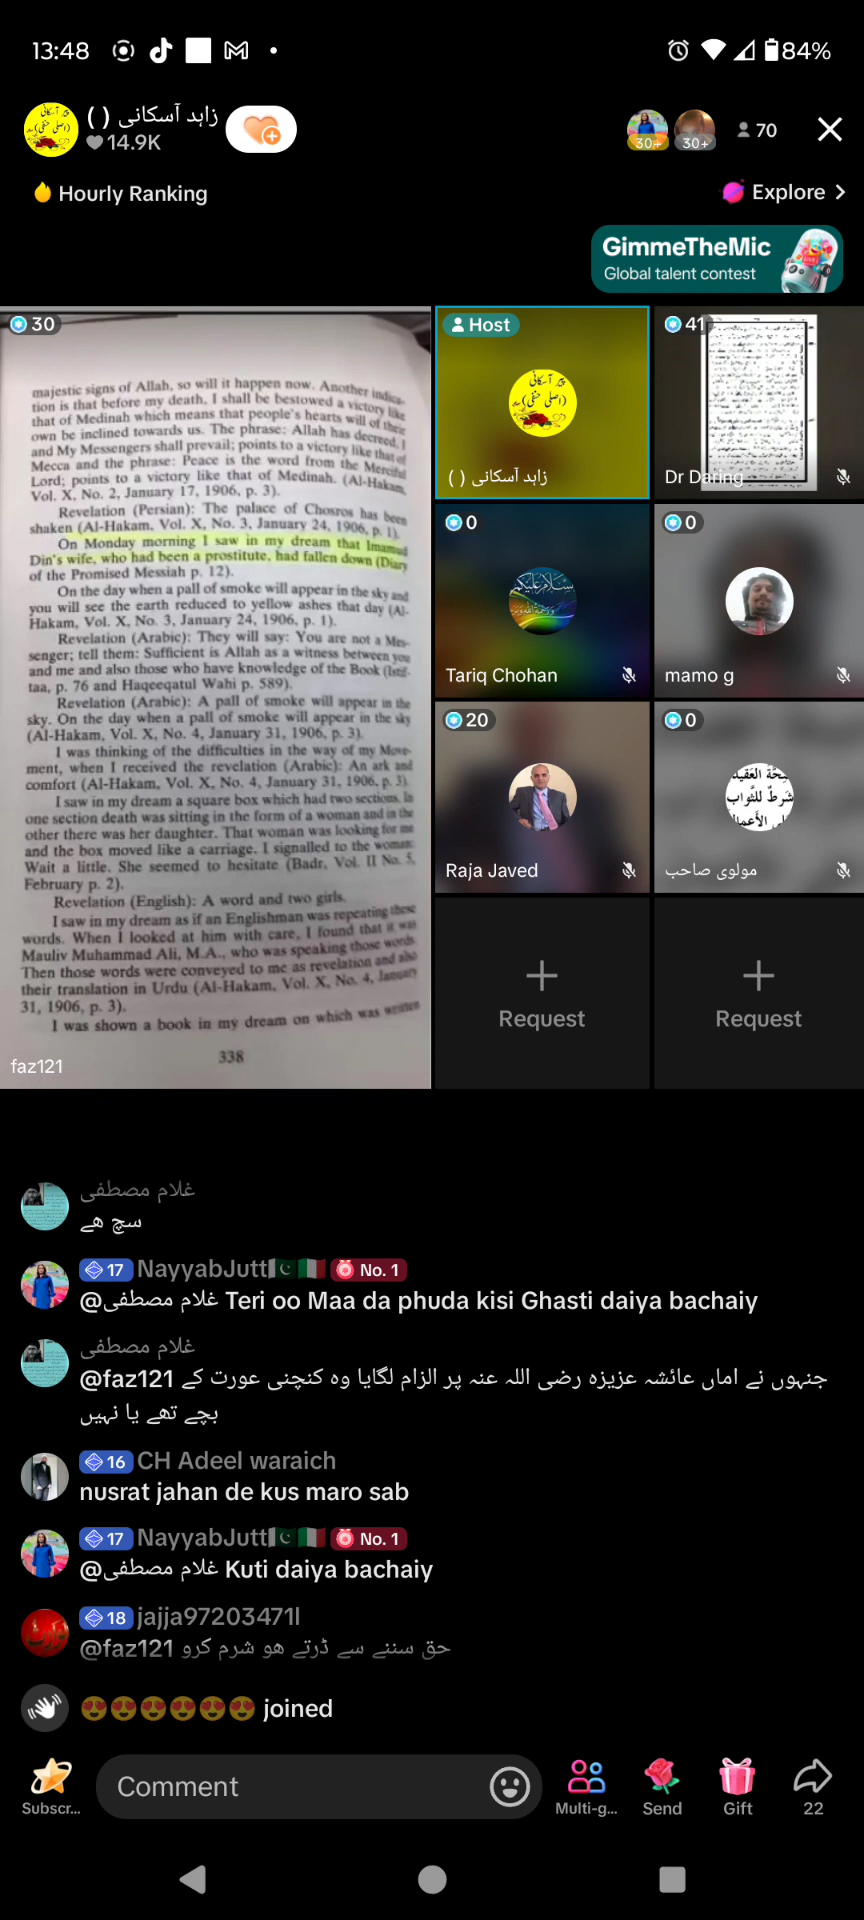 13:48
84%
زاہد آسکانی ( )
14.9K
30+
30+
70
Hourly Ranking
Explore
GimmeTheMic
Global talent contest
30
majestic signs of Allah, so will it happen now. Another indica-
tion is that before my death, I shall be bestowed a victory like
that of Medinah which means that people's hearts will of their
own be inclined towards us. The phrase: Allah has decreed, I
and My Messengers shall prevail; points to a victory like that of
Mecca and the phrase: Peace is the word from the Merciful
Lord; points to a victory like that of Medinah. (Al-Hakam,
Vol. X, No. 2, January 17, 1906, p. 3).
Revelation (Persian): The palace of Chosros has been
shaken (Al-Hakam, Vol. X, No. 3, January 24, 1906, p. 1).
On Monday morning I saw in my dream that Imamud
Din's wife, who had been a prostitute, had fallen down (Diary
of the Promised Messiah p. 12).
On the day when a pall of smoke will appear in the sky and
you will see the earth reduced to yellow ashes that day (Al-
Hakam, Vol. X, No. 3, January 24, 1906, p. 1).
Revelation (Arabic): They will say: You are not a Mes-
senger; tell them: Sufficient is Allah as a witness between you
and me and also those who have knowledge of the Book (Istif-
taa, p. 76 and Haqeeqatul Wahi p. 589).
Revelation (Arabic): A pall of smoke will appear in the
sky. On the day when a pall of smoke will appear in the sky
(Al-Hakam, Vol. X, No. 4, January 31, 1906, p. 3).
I was thinking of the difficulties in the way of my Move-
ment, when I received the revelation (Arabic): An ark and
comfort (Al-Hakam, Vol. X, No. 4, January 31, 1906, p. 3).
I saw in my dream a square box which had two sections. In
one section death was sitting in the form of a woman and in the
other there was her daughter. That woman was looking for me
and the box moved like a carriage. I signalled to the woman:
Wait a little. She seemed to hesitate (Badr, Vol. II No. 5,
February p. 2).
Revelation (English): A word and two girls.
I saw in my dream as if an Englishman was repeating these
words. When I looked at him with care, I found that it was
Mauliv Muhammad Ali, M.A., who was speaking those words.
Then those words were conveyed to me as revelation and also
their translation in Urdu (Al-Hakam, Vol. X, No. 4, January
31, 1906, p. 3).
I was shown a book in my dream on which was written
338
faz121
Host
پیر آسکانی
(اصلی حنفی)
زاہد آسکانی ( )
41
Dr Daring
0
Tariq Chohan
0
mamo g
20
Raja Javed
0
شرطٌ للثَّواب
مولوی صاحب
Request
Request
غلام مصطفی
سچ ھے
17 NayyabJutt No. 1
@غلام مصطفی Teri oo Maa da phuda kisi Ghasti daiya bachaiy
غلام مصطفی
@faz121 جنہوں نے اماں عائشہ عزیزہ رضی اللہ عنہ پر الزام لگایا وہ کنچنی عورت کے
بچے تھے یا نہیں
16 CH Adeel waraich
nusrat jahan de kus maro sab
17 NayyabJutt No. 1
@غلام مصطفی Kuti daiya bachaiy
18 jajja97203471l
@faz121 حق سننے سے ڈرتے ھو شرم کرو
joined
Subscr...
Comment
Multi-g...
Send
Gift
22